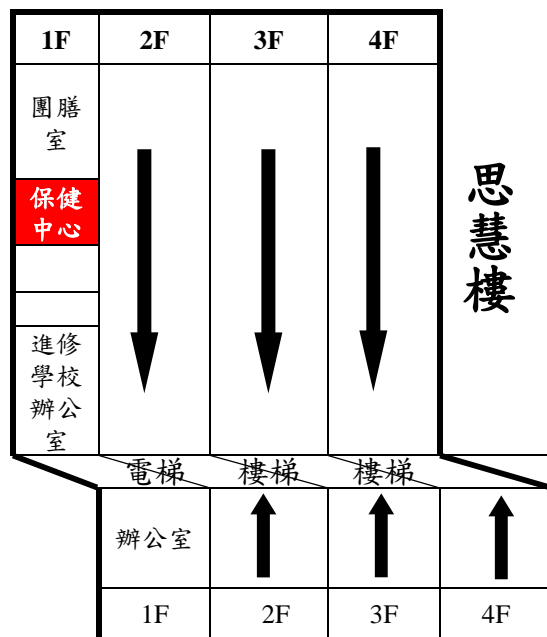 1F 2F 3F 4F
團膳
室
保健
中心
進修
學校
辦公
室
思慧樓
電梯 樓梯 樓梯
辦公室
1F 2F 3F 4F